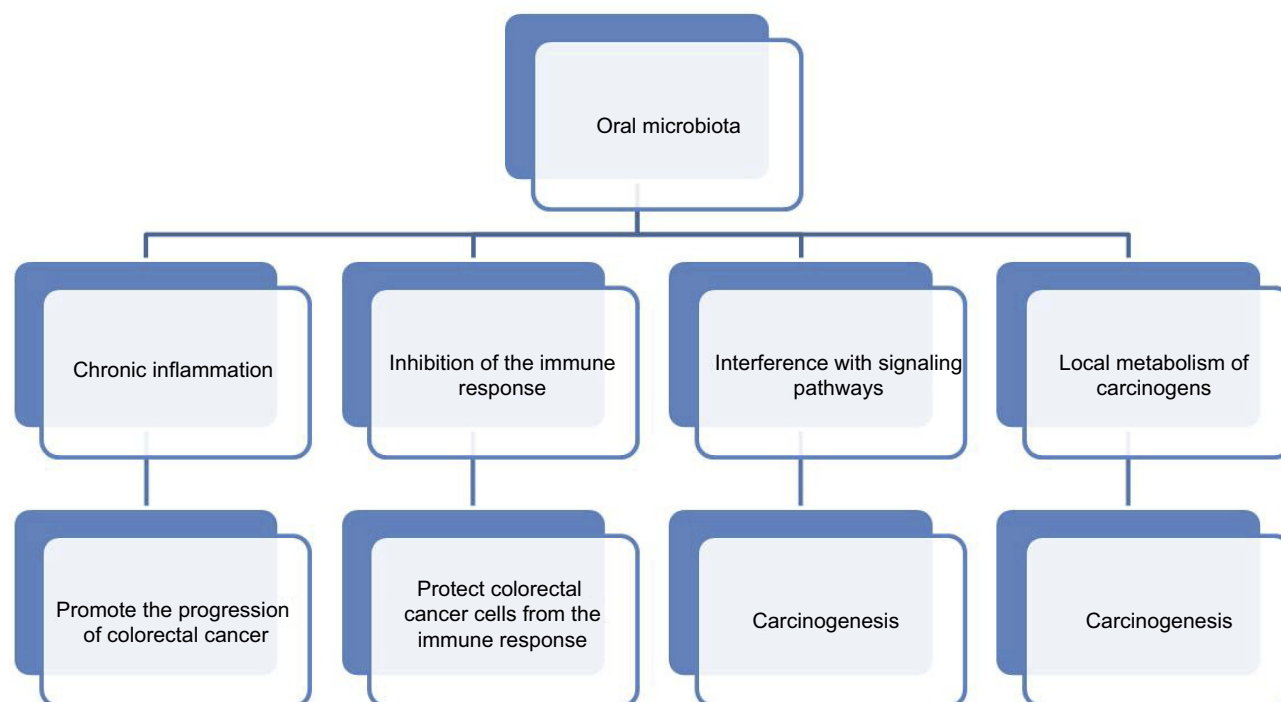 Oral microbiota
Chronic inflammation
Inhibition of the immune
response
Interference with signaling
pathways
Local metabolism of
carcinogens
Promote the progression
of colorectal cancer
Protect colorectal
cancer cells from the
immune response
Carcinogenesis
Carcinogenesis